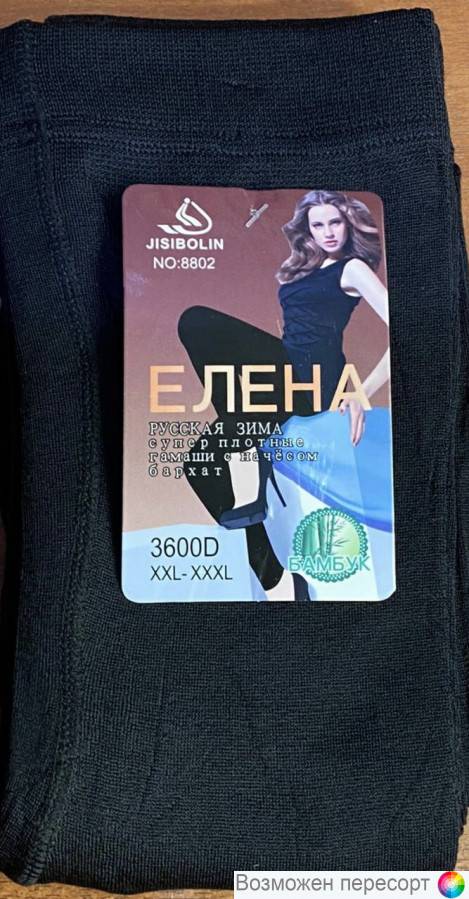 JISIBOLIN
NO:8802
ЕЛЕНА
РУССКАЯ ЗИМА
супер плотные
гамаши с начёсом
бархат
3600D
XXL-XXXL
БАМБУК
Возможен пересорт